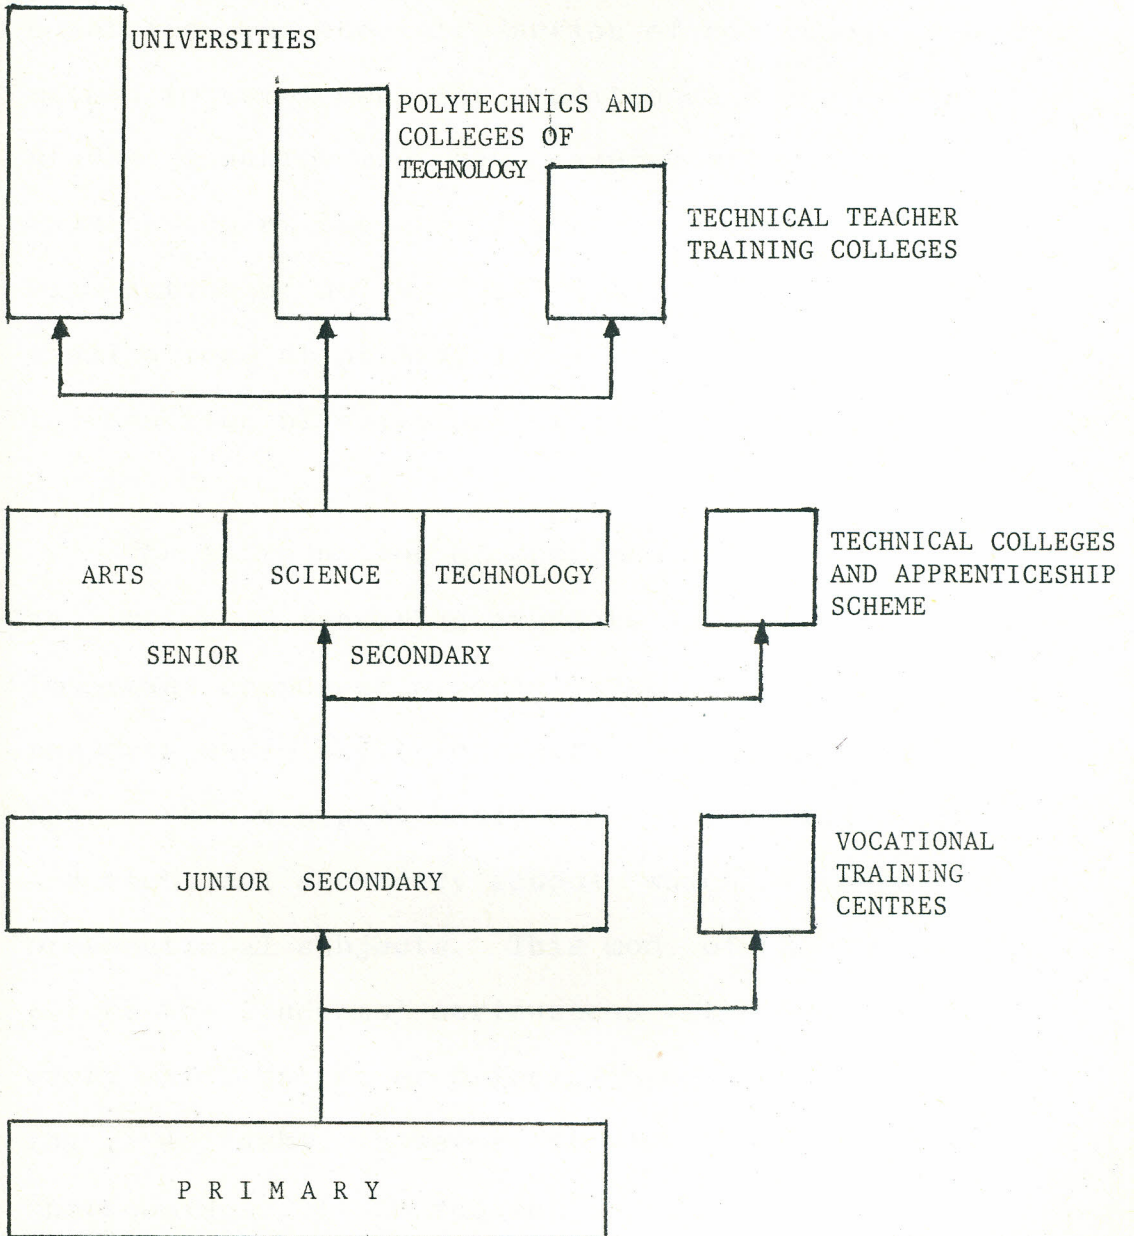 UNIVERSITIES
POLYTECHNICS AND
COLLEGES OF
TECHNOLOGY
TECHNICAL TEACHER
TRAINING COLLEGES
ARTS
SCIENCE
TECHNOLOGY
TECHNICAL COLLEGES
AND APPRENTICESHIP
SCHEME
SENIOR SECONDARY
JUNIOR SECONDARY
VOCATIONAL
TRAINING
CENTRES
PRIMARY